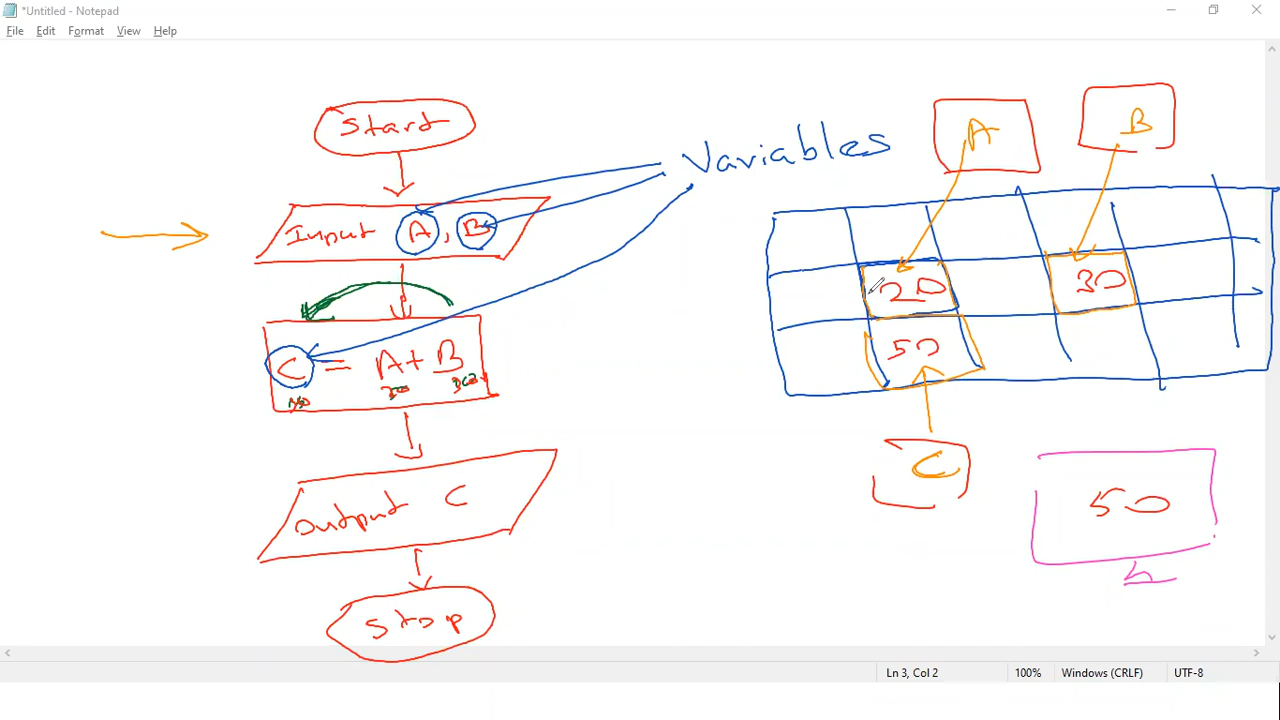 *Untitled - Notepad
File Edit Format View Help
Start
Variables
A
B
Input A, B
20
30
C = A+B
50
C
Output C
50
Stop
Ln 3, Col 2 100% Windows (CRLF) UTF-8